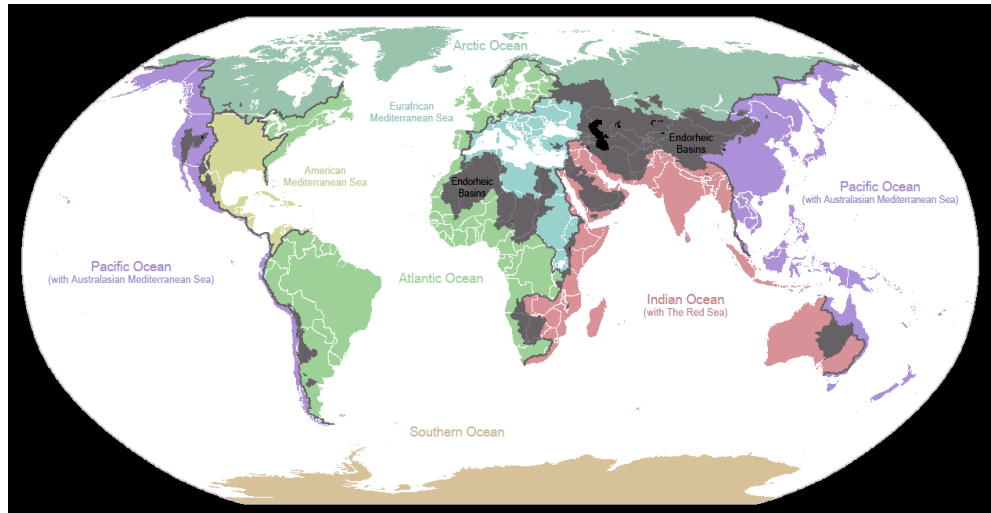 Arctic Ocean
Eurafrican
Mediterranean Sea
Endorheic
Basins
American
Mediterranean Sea
Endorheic
Basins
Pacific Ocean
(with Australasian Mediterranean Sea)
Pacific Ocean
(with Australasian Mediterranean Sea)
Atlantic Ocean
Indian Ocean
(with The Red Sea)
Southern Ocean